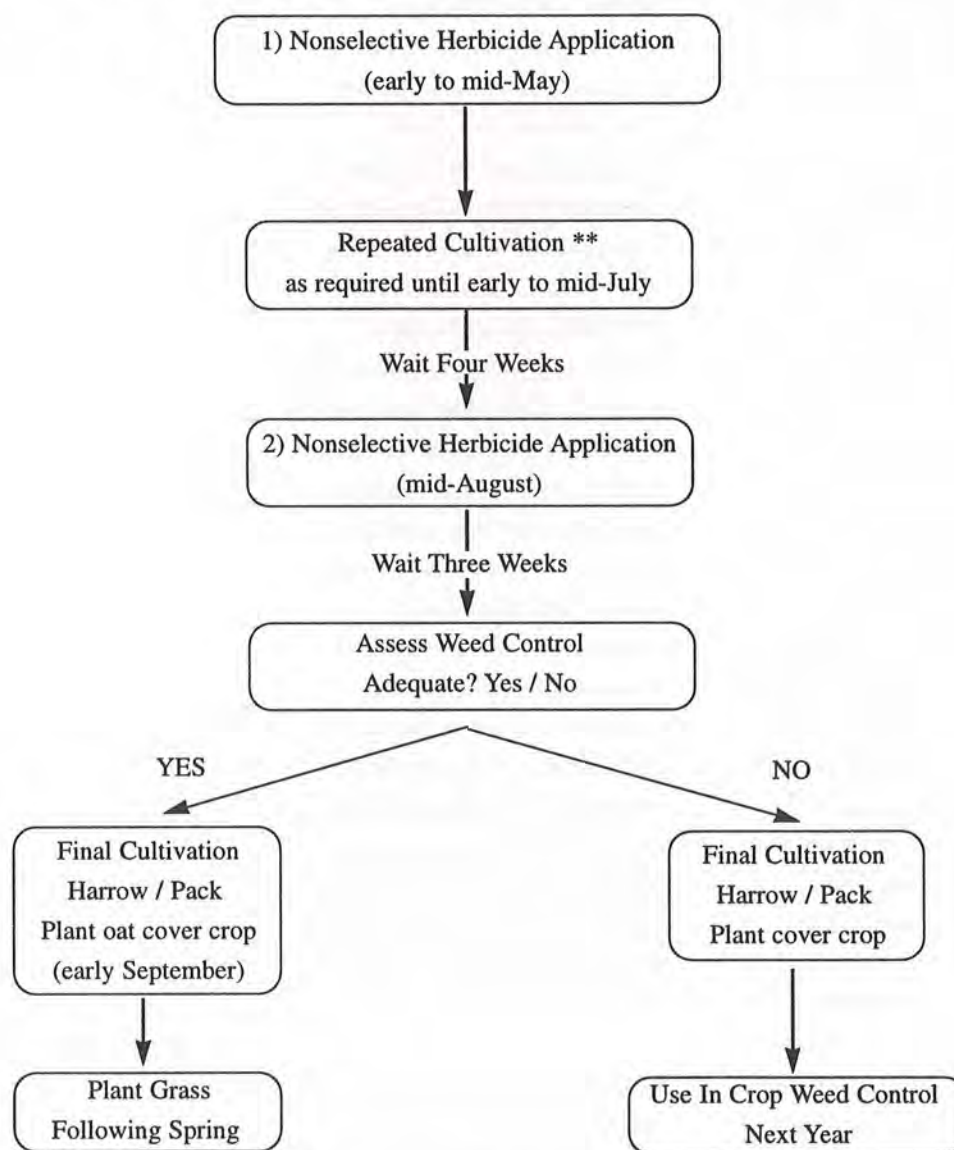 1) Nonselective Herbicide Application
(early to mid-May)
Repeated Cultivation **
as required until early to mid-July
Wait Four Weeks
2) Nonselective Herbicide Application
(mid-August)
Wait Three Weeks
Assess Weed Control
Adequate? Yes / No
YES
NO
Final Cultivation
Harrow / Pack
Plant oat cover crop
(early September)
Final Cultivation
Harrow / Pack
Plant cover crop
Plant Grass
Following Spring
Use In Crop Weed Control
Next Year